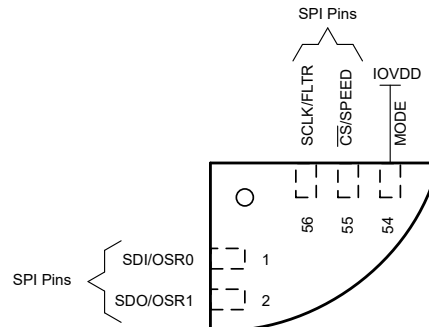 SPI Pins
SCLK/FLTR
CS/SPEED
IOVDD
MODE
56
55
54
SDI/OSR0
1
SPI Pins
SDO/OSR1
2